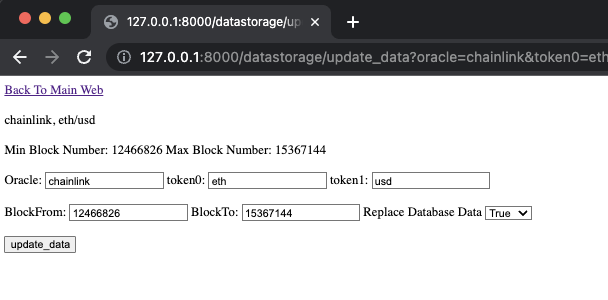 127.0.0.1:8000/datastorage/up
127.0.0.1:8000/datastorage/update_data?oracle=chainlink&token0=eth
Back To Main Web
chainlink, eth/usd
Min Block Number: 12466826 Max Block Number: 15367144
Oracle: chainlink token0: eth token1: usd
BlockFrom: 12466826 BlockTo: 15367144 Replace Database Data True
update_data